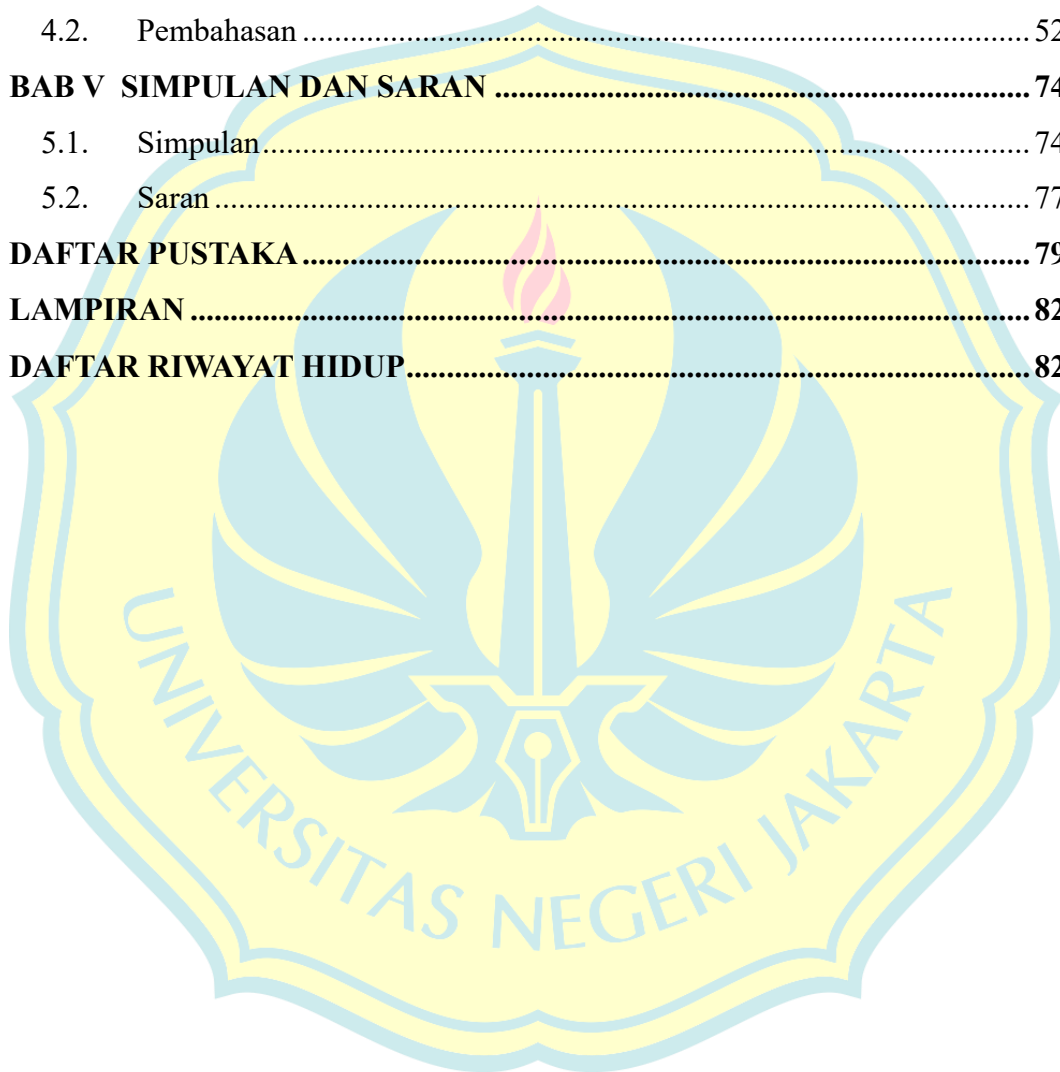 4.2. Pembahasan ........ 52
BAB V SIMPULAN DAN SARAN ........ 74
5.1. Simpulan ........ 74
5.2. Saran ........ 77
DAFTAR PUSTAKA ........ 79
LAMPIRAN ........ 82
DAFTAR RIWAYAT HIDUP ........ 82
UNIVERSITAS NEGERI JAKARTA